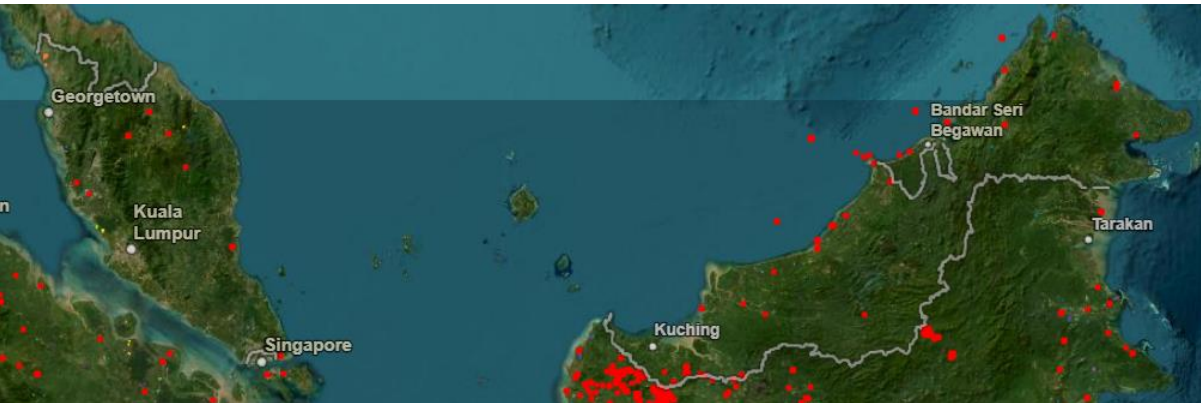 Georgetown
Bandar Seri
Begawan
n
Kuala
Lumpur
Tarakan
Kuching
Singapore